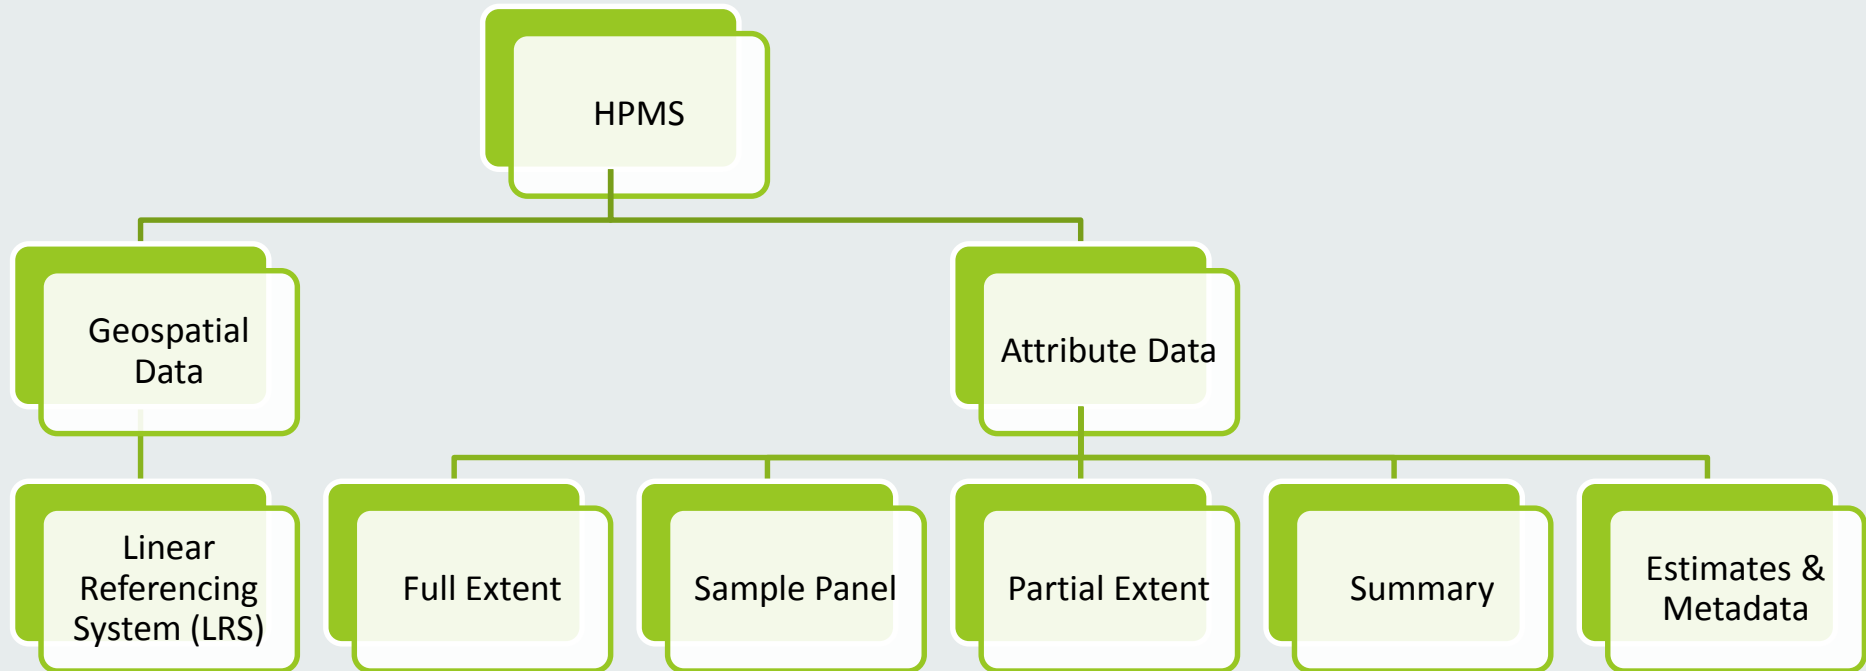 HPMS
Geospatial
Data
Attribute Data
Linear
Referencing
System (LRS)
Full Extent
Sample Panel
Partial Extent
Summary
Estimates &
Metadata